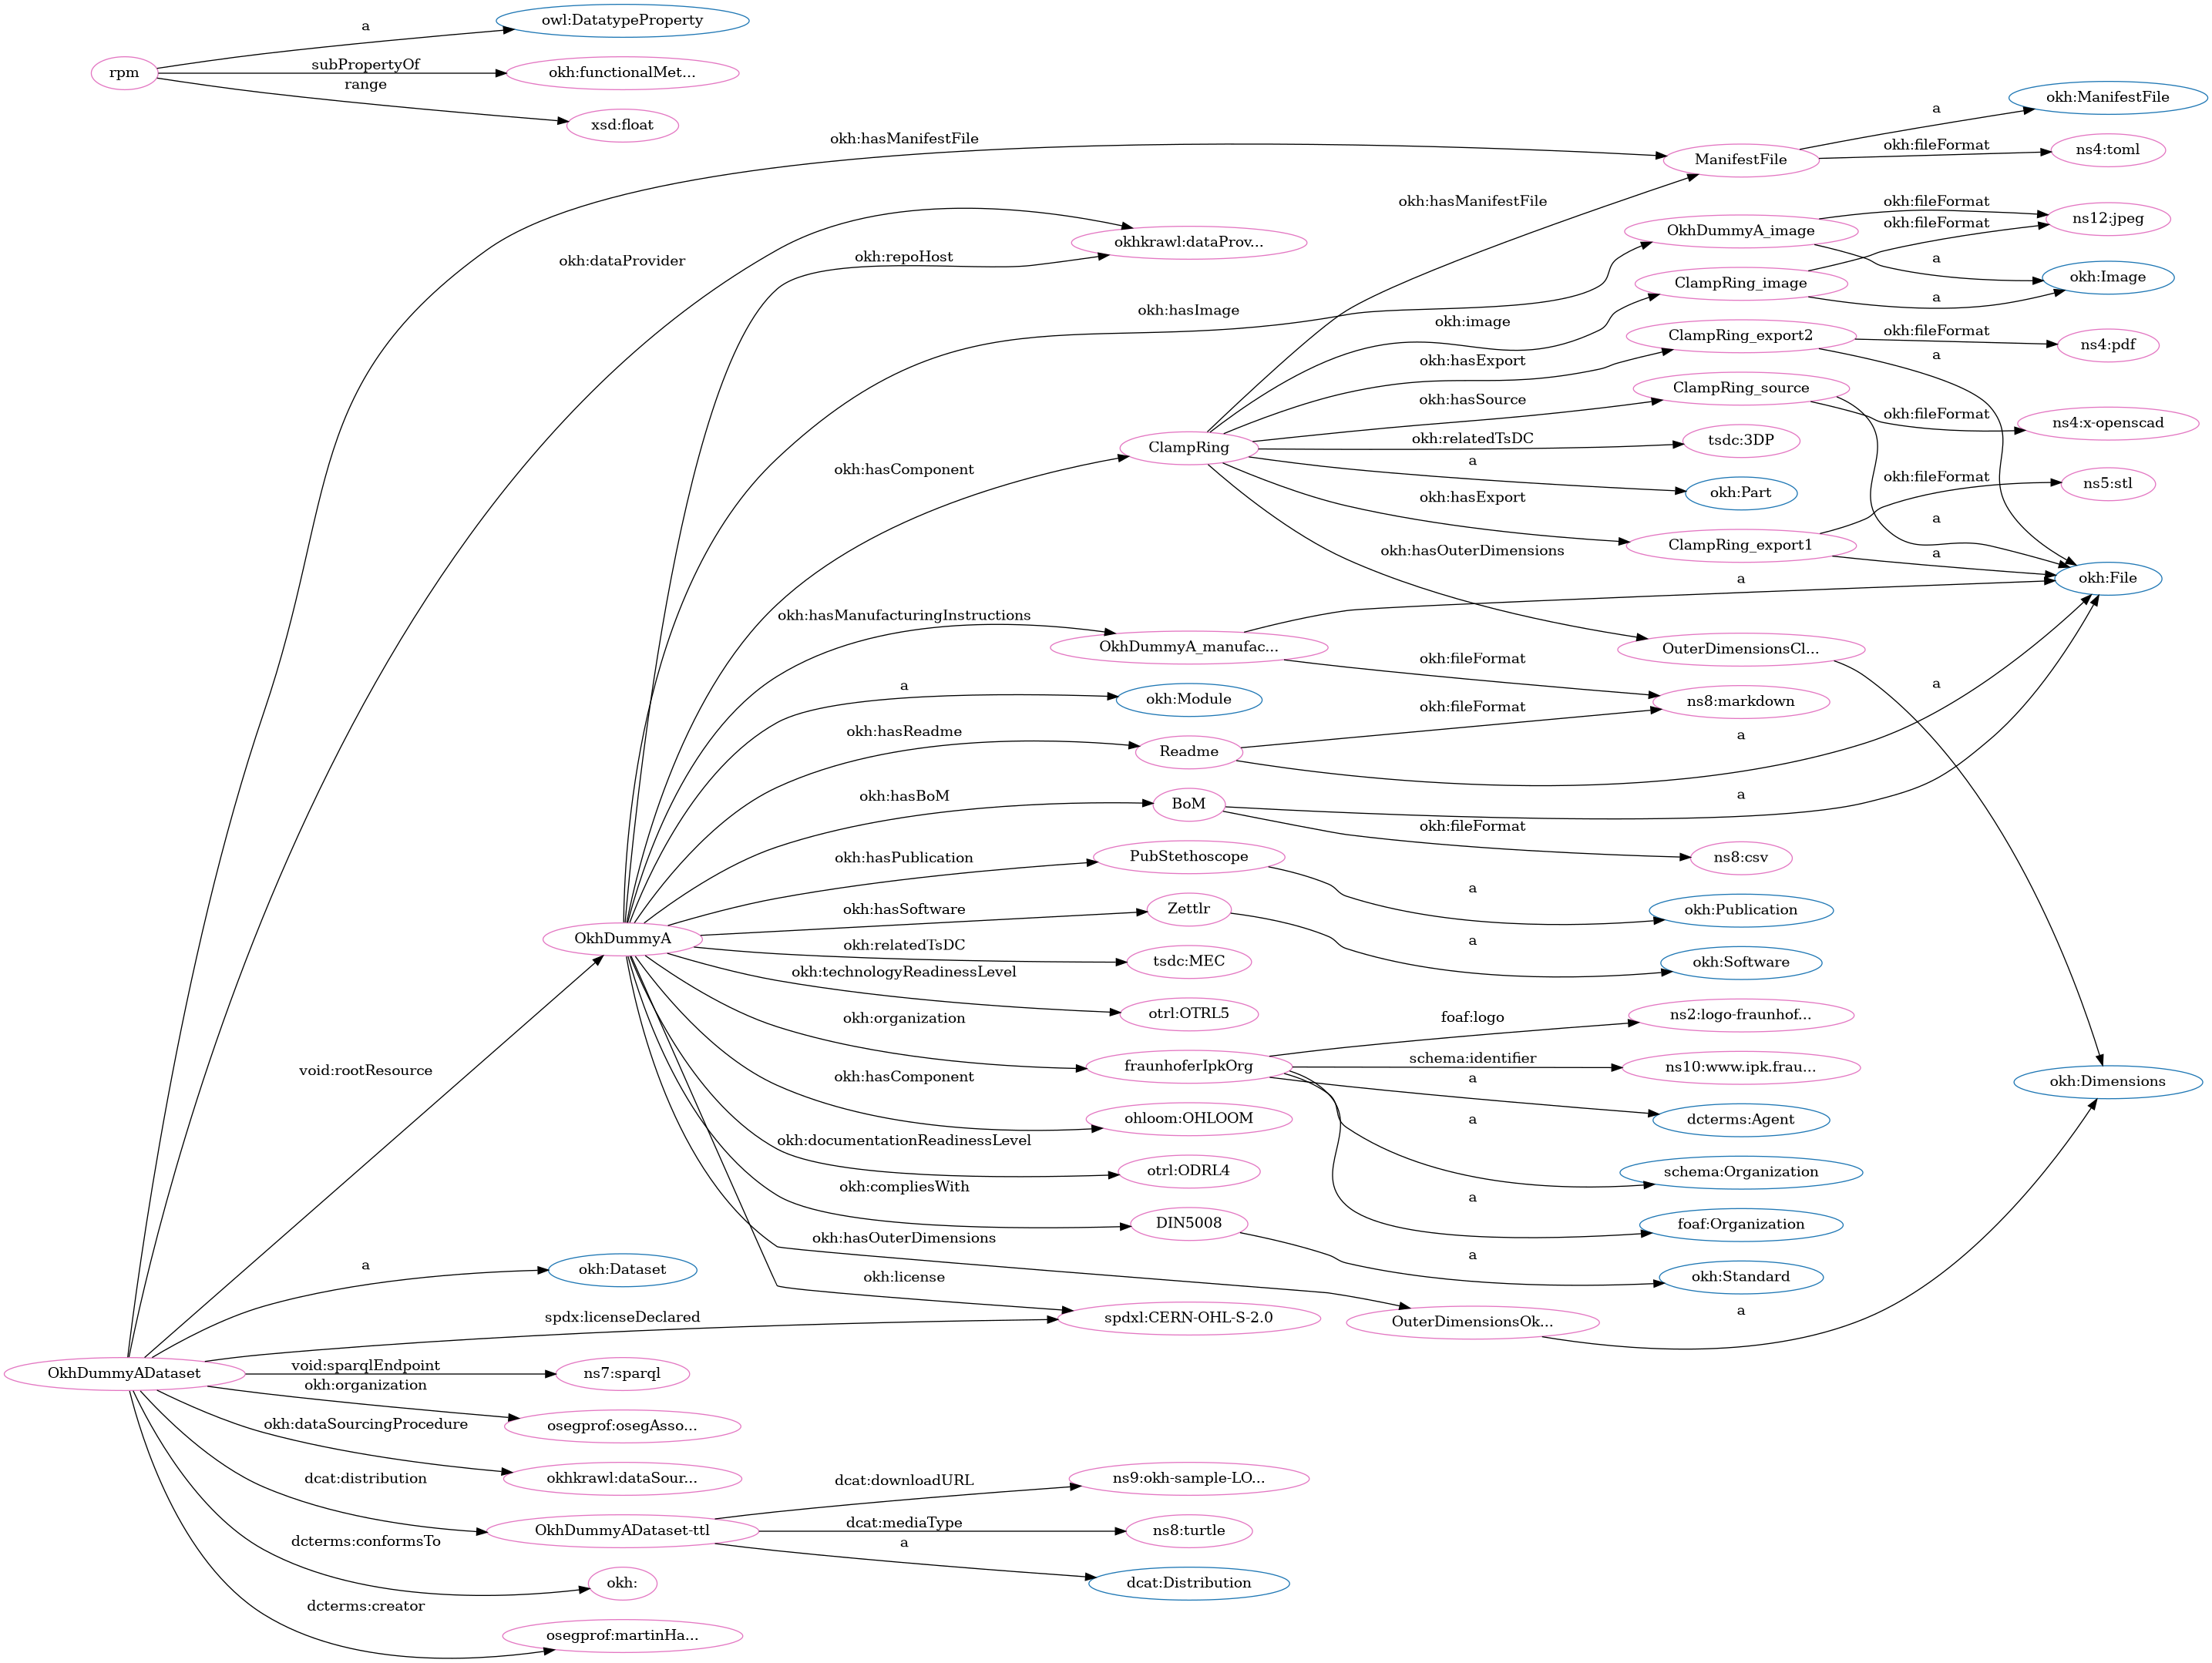 owl:DatatypeProperty
a
rpm
subPropertyOf
okh:functionalMet...
range
xsd:float
okh:ManifestFile
a
okh:hasManifestFile
ManifestFile
okh:fileFormat
ns4:toml
okh:hasManifestFile
okh:fileFormat
ns12:jpeg
okh:fileFormat
OkhDummyA_image
okhkrawl:dataProv...
okh:repoHost
okh:dataProvider
a
okh:Image
ClampRing_image
a
okh:hasImage
okh:image
ClampRing_export2
okh:fileFormat
ns4:pdf
a
okh:hasExport
ClampRing_source
okh:hasSource
okh:fileFormat
ns4:x-openscad
okh:relatedTsDC
tsdc:3DP
ClampRing
a
okh:hasComponent
okh:fileFormat
ns5:stl
okh:Part
okh:hasExport
a
ClampRing_export1
a
okh:hasOuterDimensions
a
okh:File
okh:hasManufacturingInstructions
OkhDummyA_manufac...
OuterDimensionsCl...
okh:fileFormat
a
okh:Module
a
ns8:markdown
okh:fileFormat
okh:hasReadme
Readme
a
okh:hasBoM
BoM
a
okh:fileFormat
okh:hasPublication
PubStethoscope
ns8:csv
a
okh:hasSoftware
Zettlr
okh:Publication
OkhDummyA
okh:relatedTsDC
a
tsdc:MEC
okh:Software
okh:technologyReadinessLevel
otrl:OTRL5
okh:organization
foaf:logo
ns2:logo-fraunhof...
void:rootResource
fraunhoferIpkOrg
schema:identifier
ns10:www.ipk.frau...
okh:hasComponent
a
okh:Dimensions
ohloom:OHLOOM
a
dcterms:Agent
okh:documentationReadinessLevel
otrl:ODRL4
schema:Organization
okh:compliesWith
a
DIN5008
foaf:Organization
okh:hasOuterDimensions
a
a
okh:Dataset
okh:license
okh:Standard
spdx:licenseDeclared
spdxl:CERN-OHL-S-2.0
OuterDimensionsOk...
a
OkhDummyADataset
void:sparqlEndpoint
ns7:sparql
okh:organization
osegprof:osegAsso...
okh:dataSourcingProcedure
okhkrawl:dataSour...
dcat:distribution
dcat:downloadURL
ns9:okh-sample-LO...
OkhDummyADataset-ttl
dcat:mediaType
ns8:turtle
dcterms:conformsTo
a
okh:
dcat:Distribution
dcterms:creator
osegprof:martinHa...